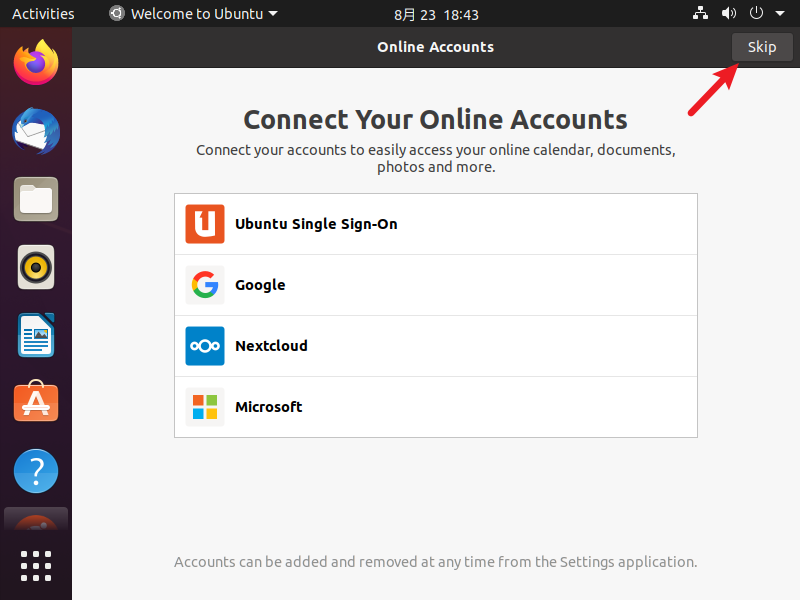 Activities
Welcome to Ubuntu
8月 23 18:43
Online Accounts
Skip
Connect Your Online Accounts
Connect your accounts to easily access your online calendar, documents,
photos and more.
Ubuntu Single Sign-On
Google
Nextcloud
Microsoft
Accounts can be added and removed at any time from the Settings application.